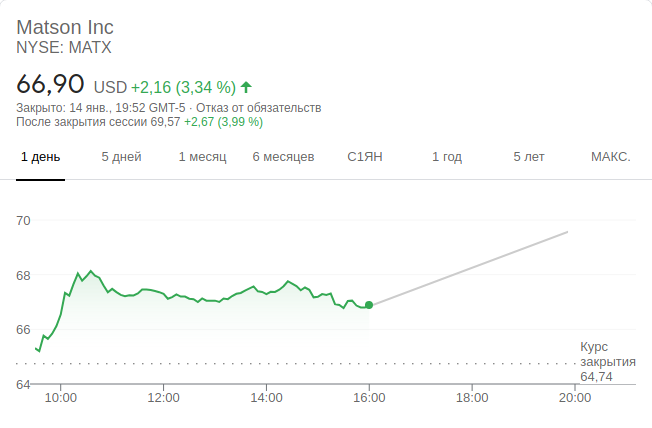 Matson Inc
NYSE: MATX
66,90 USD +2,16 (3,34 %)
Закрыто: 14 янв., 19:52 GMT-5 · Отказ от обязательств
После закрытия сессии 69,57 +2,67 (3,99 %)
1 день 5 дней 1 месяц 6 месяцев С1ЯН 1 год 5 лет МАКС.
70
68
66
64
Курс
закрытия
64,74
10:00 12:00 14:00 16:00 18:00 20:00